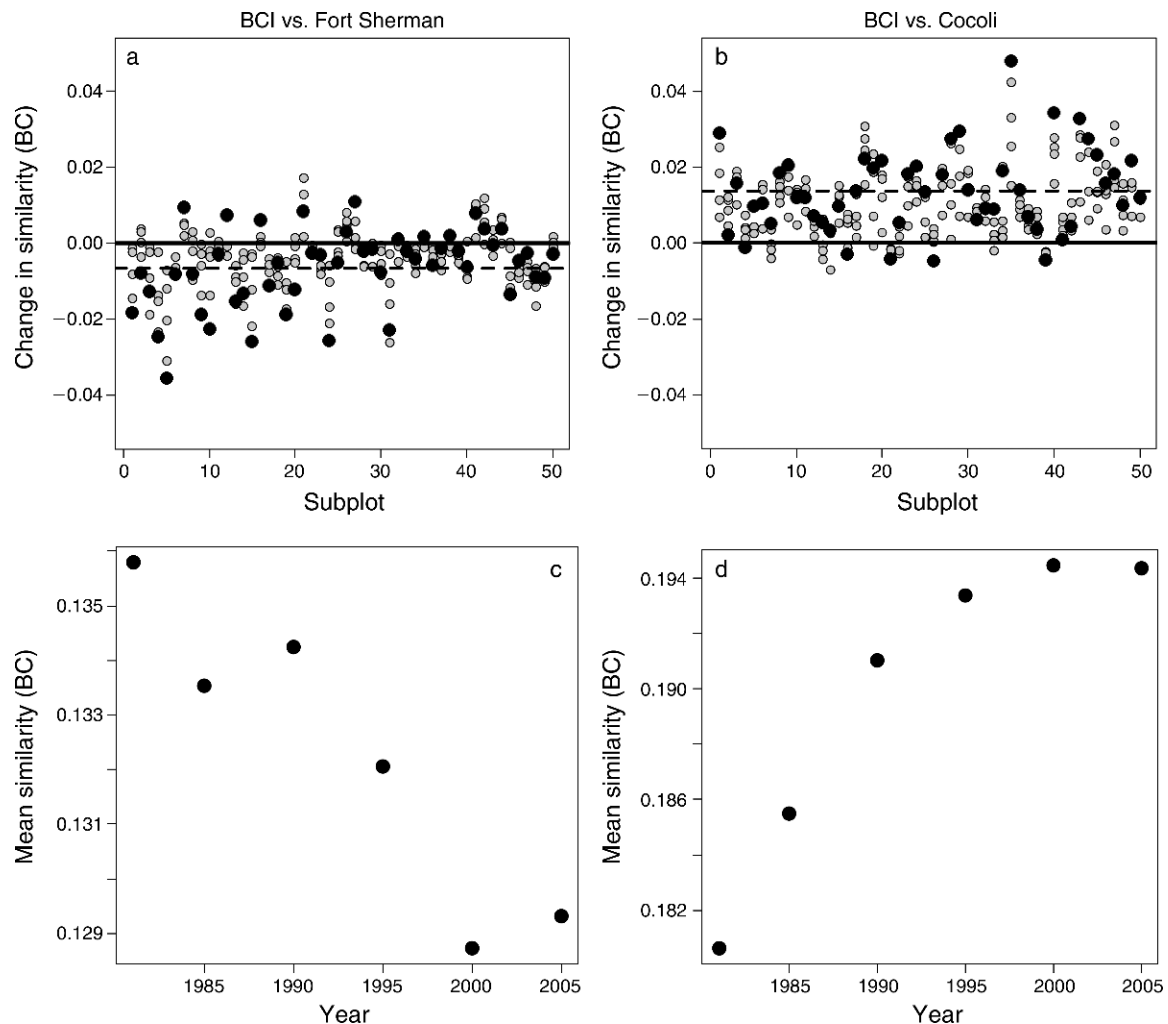 BCI vs. Fort Sherman
a
Change in similarity (BC)
0.04
0.02
0.00
−0.02
−0.04
0 10 20 30 40 50
Subplot
BCI vs. Cocoli
b
Change in similarity (BC)
0.04
0.02
0.00
−0.02
−0.04
0 10 20 30 40 50
Subplot
c
Mean similarity (BC)
0.135
0.133
0.131
0.129
1985 1990 1995 2000 2005
Year
d
Mean similarity (BC)
0.194
0.190
0.186
0.182
1985 1990 1995 2000 2005
Year